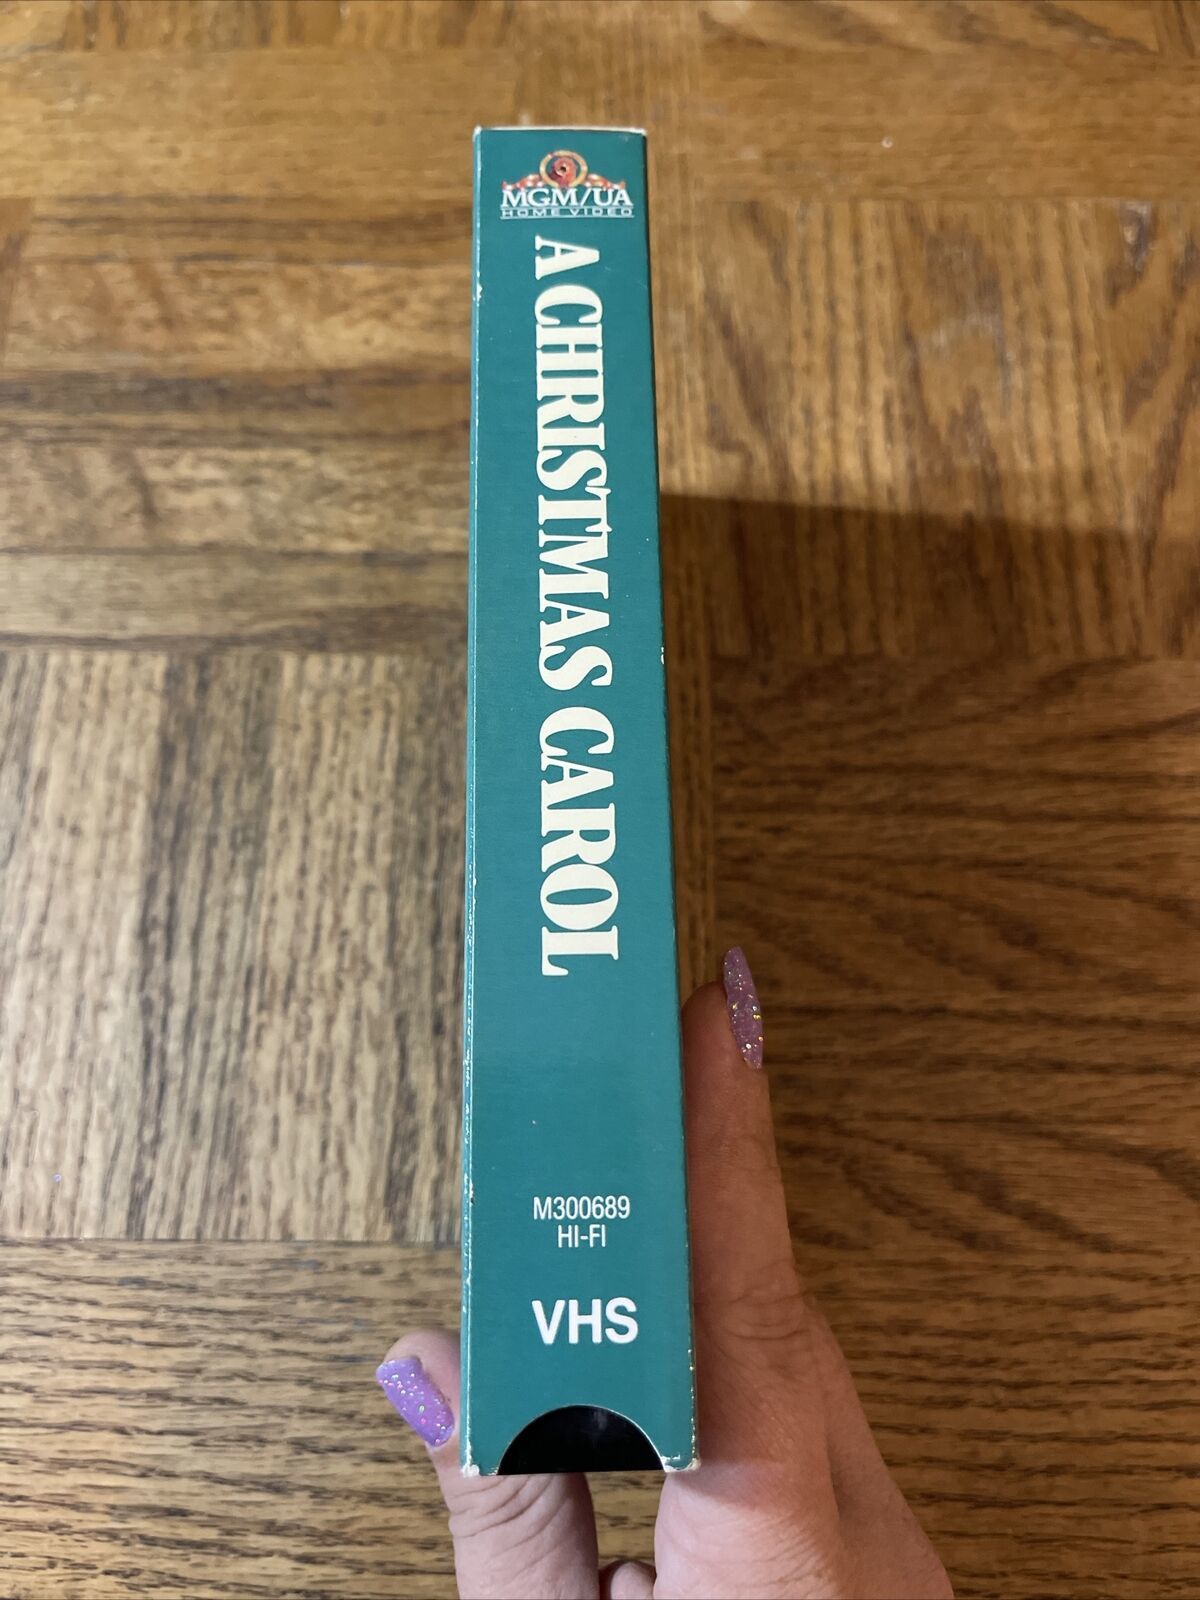 MGM/UA
HOME VIDEO
A CHRISTMAS CAROL
M300689
HI-FI
VHS